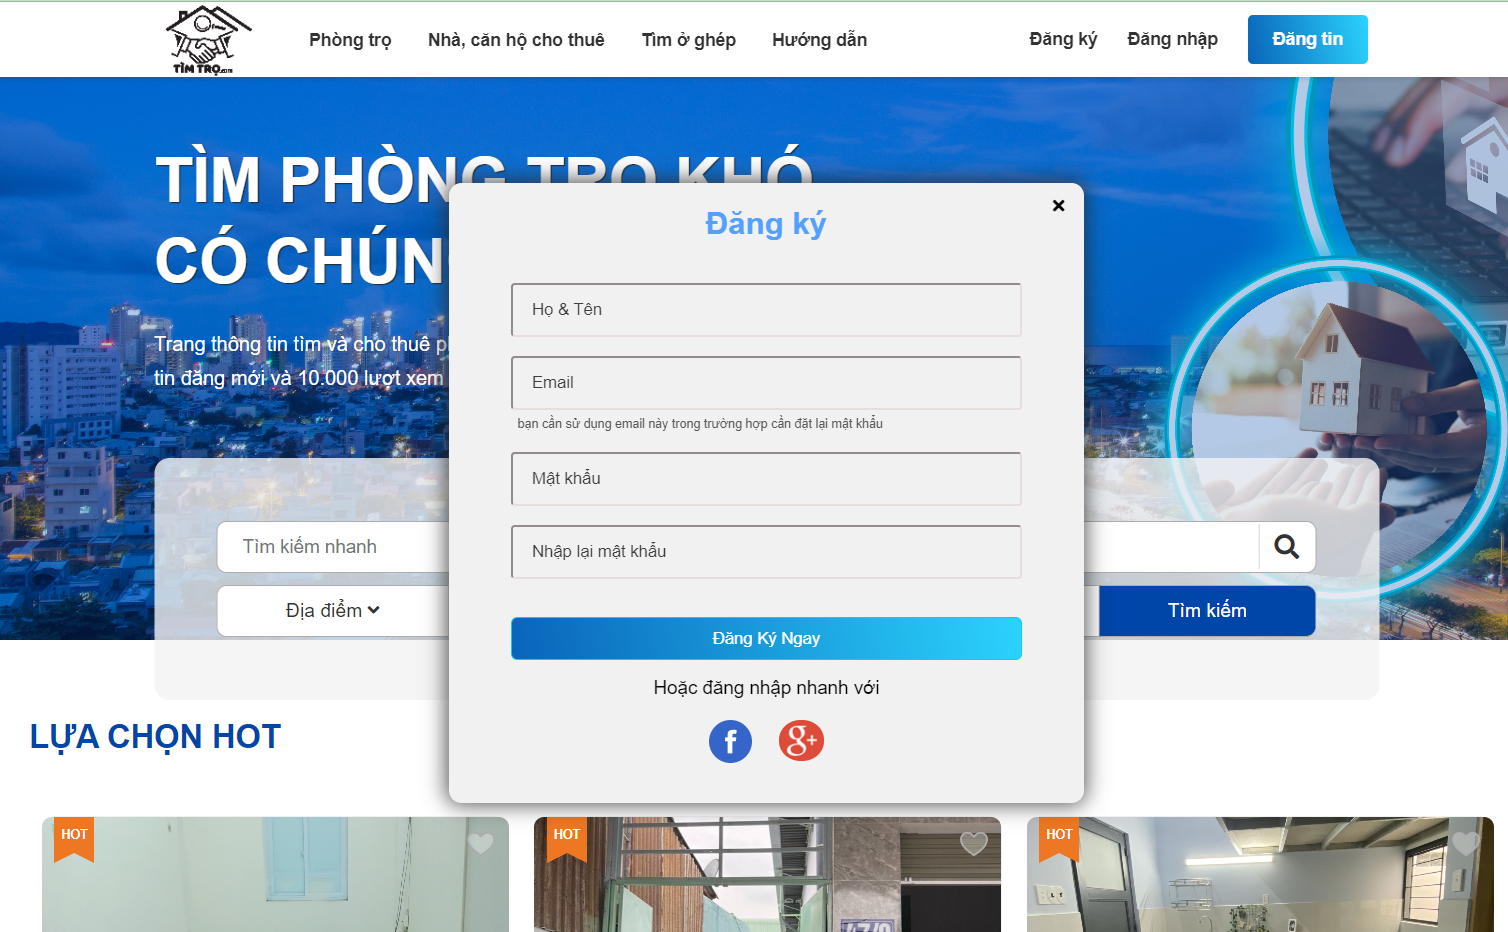 TÌM TRỌ.com
Phòng trọ
Nhà, căn hộ cho thuê
Tìm ở ghép
Hướng dẫn
Đăng ký
Đăng nhập
Đăng tin
TÌM PHÒNG TRỌ KHÓ
CÓ CHÚNG
Trang thông tin tìm và cho thuê
tin đăng mới và 10.000 lượt xem
Đăng ký
Họ & Tên
Email
bạn cần sử dụng email này trong trường hợp cần đặt lại mật khẩu
Mật khẩu
Nhập lại mật khẩu
Đăng Ký Ngay
Hoặc đăng nhập nhanh với
f
g+
Tìm kiếm nhanh
Địa điểm
Tìm kiếm
LỰA CHỌN HOT
HOT
HOT
HOT